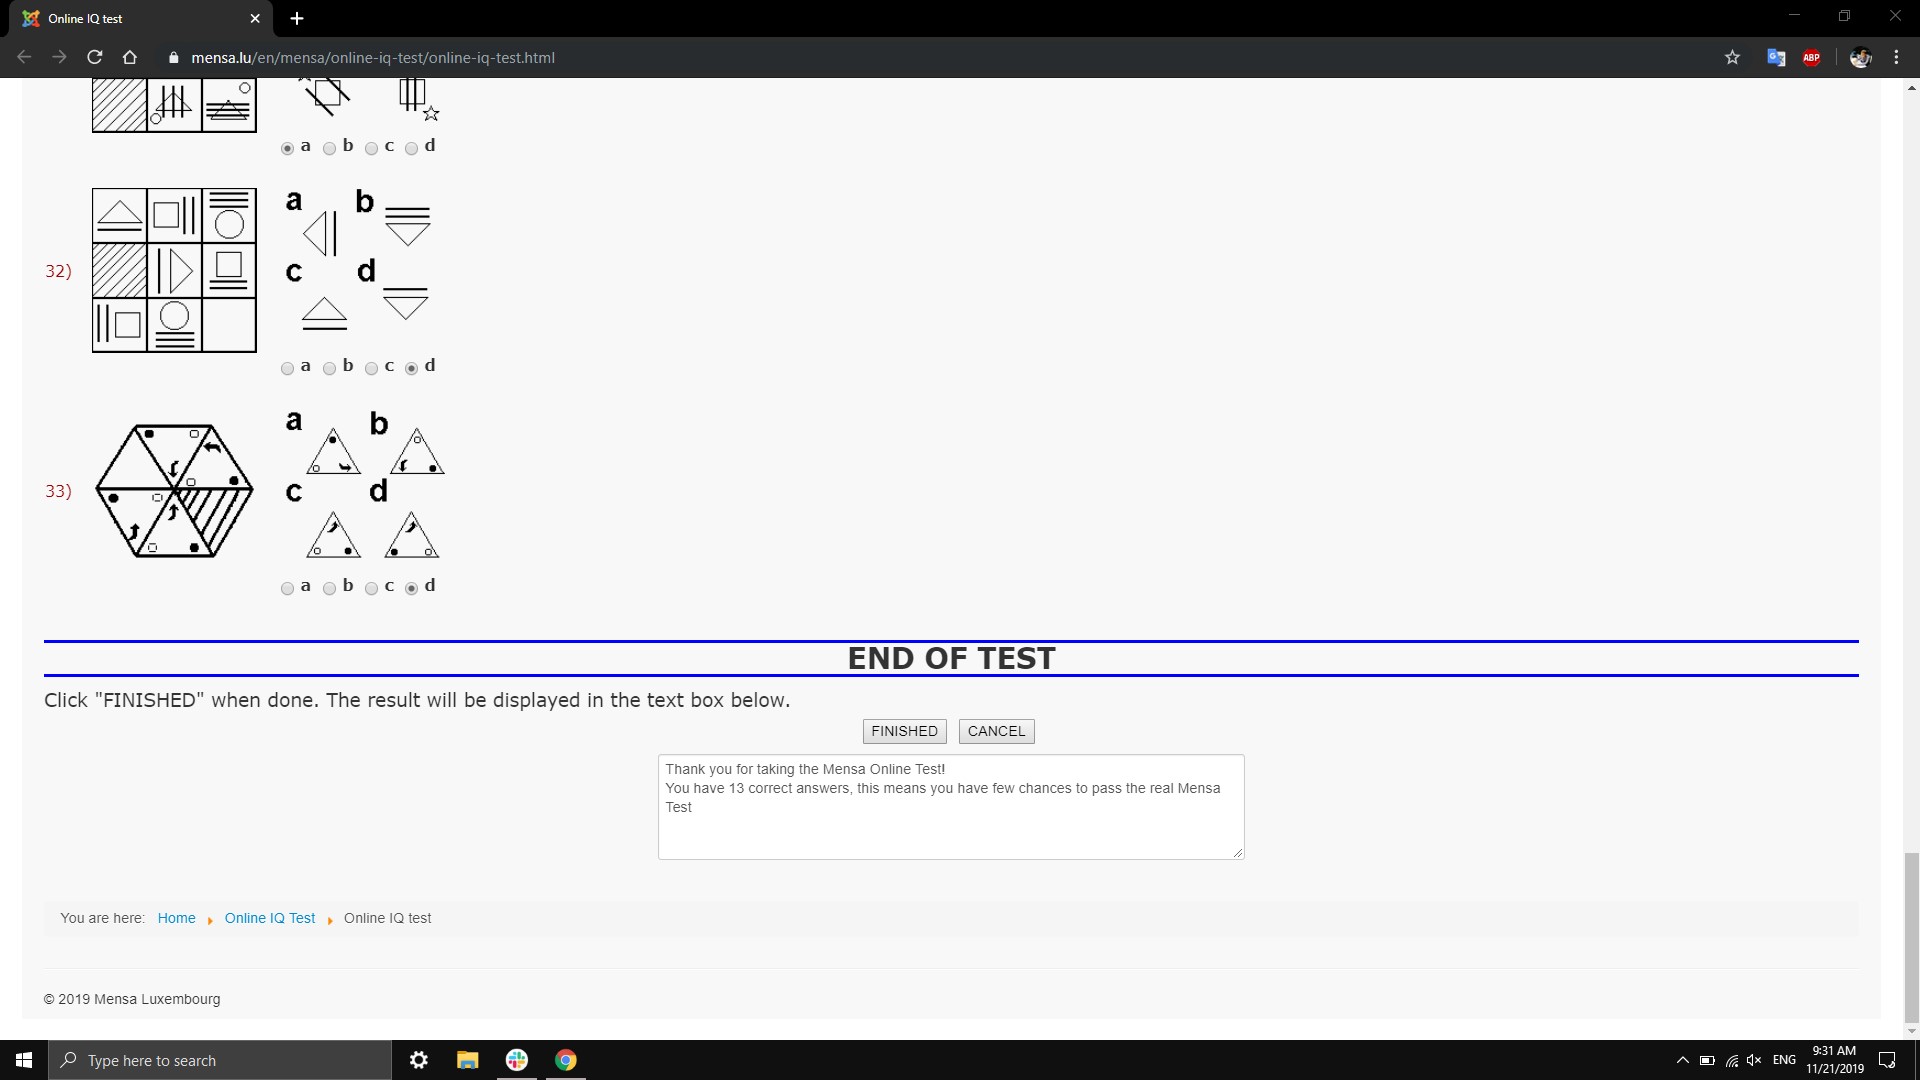 Online IQ test
mensa.lu/en/mensa/online-iq-test/online-iq-test.html
ABP
a b c d
32)
a b
c d
a b c d
33)
a b
c d
a b c d
END OF TEST
Click "FINISHED" when done. The result will be displayed in the text box below.
FINISHED CANCEL
Thank you for taking the Mensa Online Test!
You have 13 correct answers, this means you have few chances to pass the real Mensa
Test
You are here: Home Online IQ Test Online IQ test
© 2019 Mensa Luxembourg
Type here to search
ENG
9:31 AM
11/21/2019